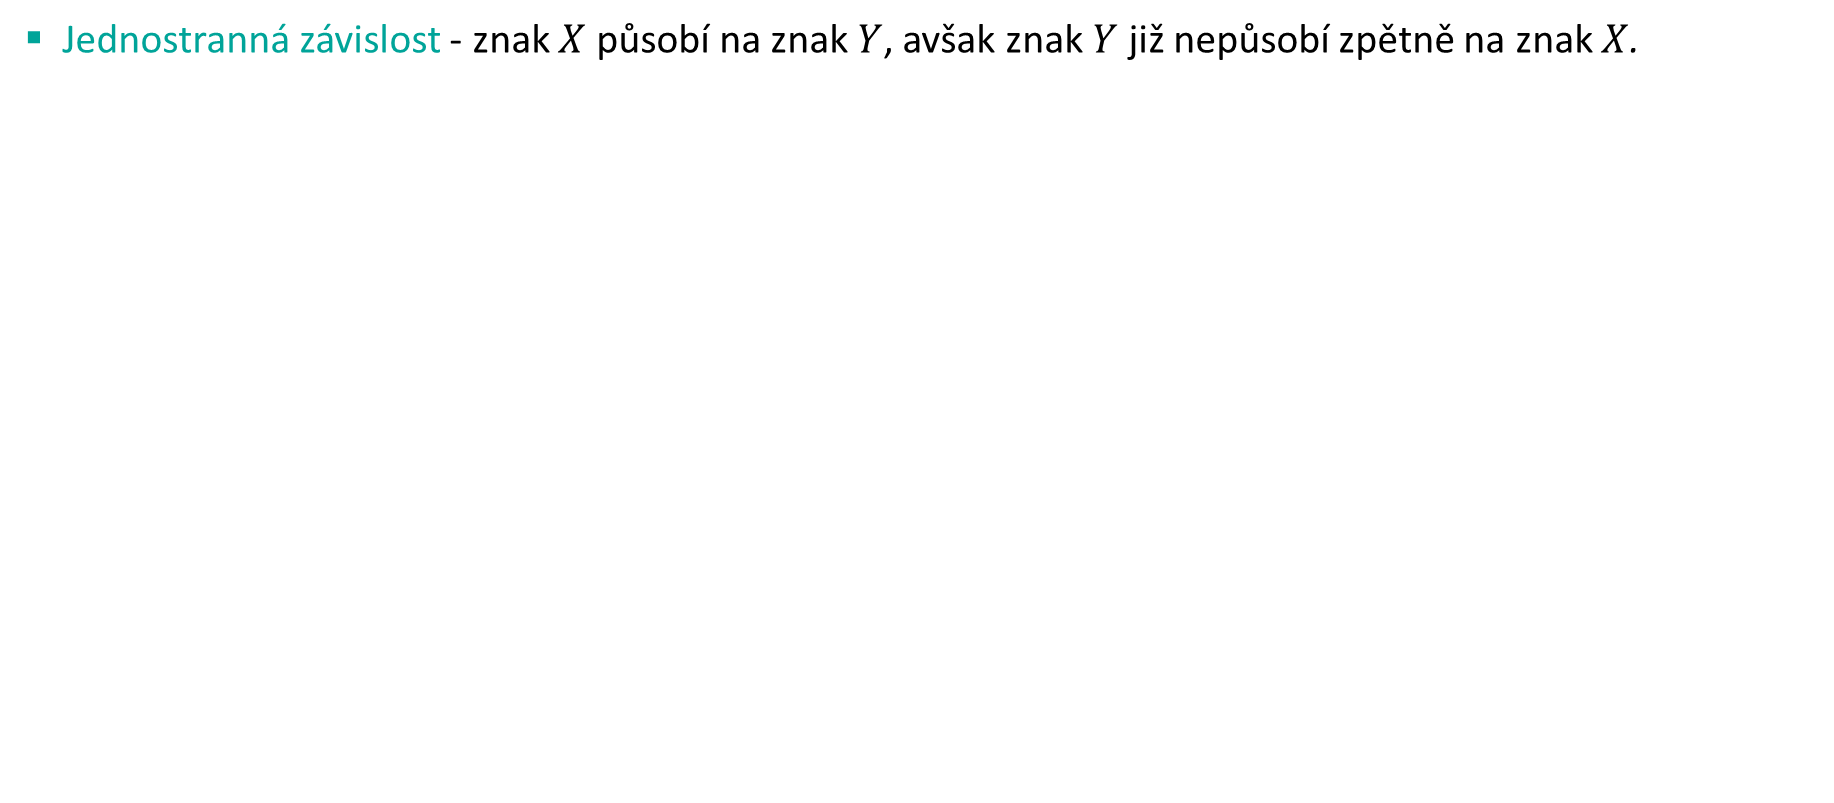 ▪ Jednostranná závislost - znak X působí na znak Y, avšak znak Y již nepůsobí zpětně na znak X.